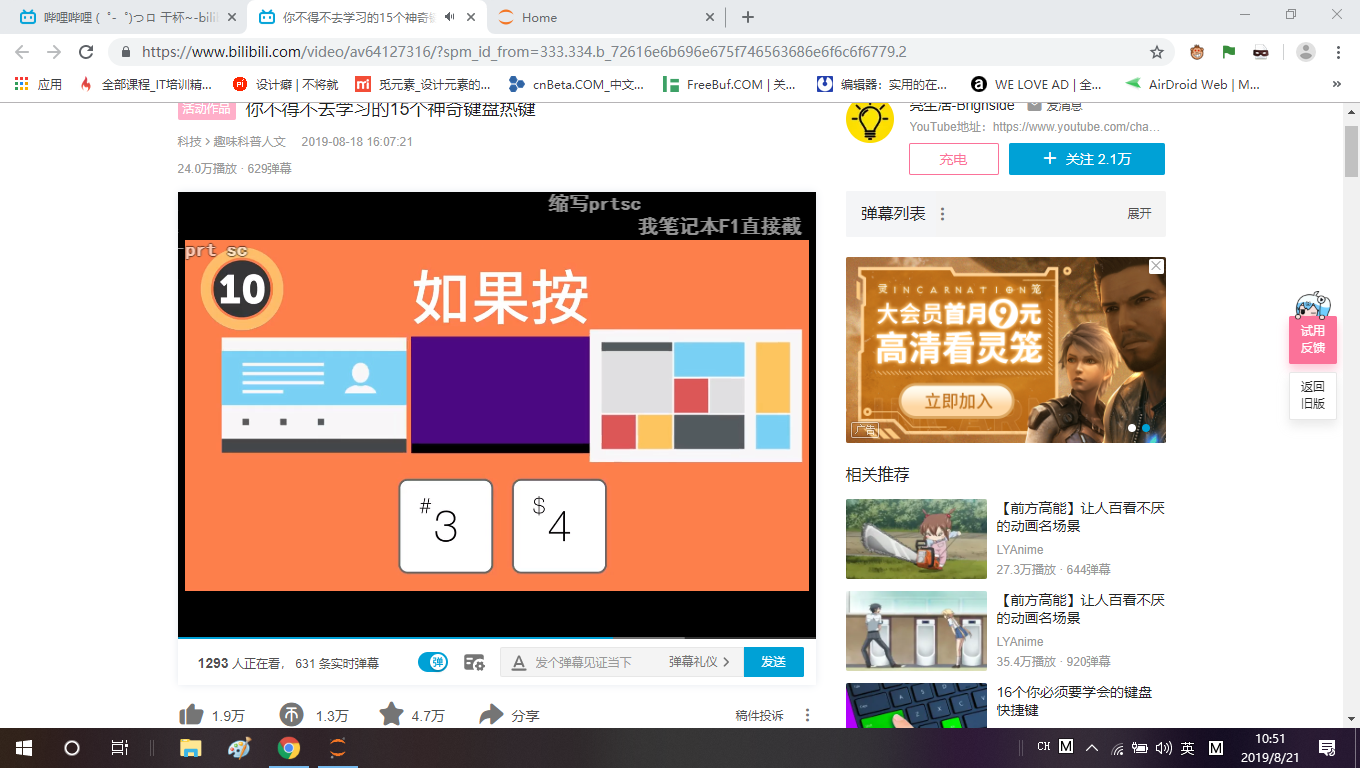 哔哩哔哩 ( ゜- ゜)つロ 干杯~-bili
你不得不去学习的15个神奇键
Home
https://www.bilibili.com/video/av64127316/?spm_id_from=333.334.b_72616e6b696e675f746563686e6f6c6f6779.2
应用
全部课程_IT培训精...
设计癖 | 不将就
觅元素_设计元素的...
cnBeta.COM_中文...
FreeBuf.COM | 关...
编辑器：实用的在...
WE LOVE AD | 全...
AirDroid Web | M...
活动作品 你不得不去学习的15个神奇键盘热键
科技 > 趣味科普人文 2019-08-18 16:07:21
24.0万播放 · 629弹幕
亮生活-Brightside 发消息
YouTube地址：https://www.youtube.com/cha...
充电
+ 关注 2.1万
缩写prtsc
我笔记本F1直接截
prt sc
10
如果按
# 3
$ 4
弹幕列表
展开
灵 INCARNATION 笼
大会员首月9元
高清看灵笼
立即加入
广告
试用
反馈
返回
旧版
相关推荐
【前方高能】让人百看不厌
的动画名场景
LYAnime
27.3万播放 · 644弹幕
【前方高能】让人百看不厌
的动画名场景
LYAnime
35.4万播放 · 920弹幕
16个你必须要学会的键盘
快捷键
1293 人正在看， 631 条实时弹幕
弹
A 发个弹幕见证当下
弹幕礼仪 >
发送
1.9万
1.3万
4.7万
分享
稿件投诉
CH M
英 M
10:51
2019/8/21